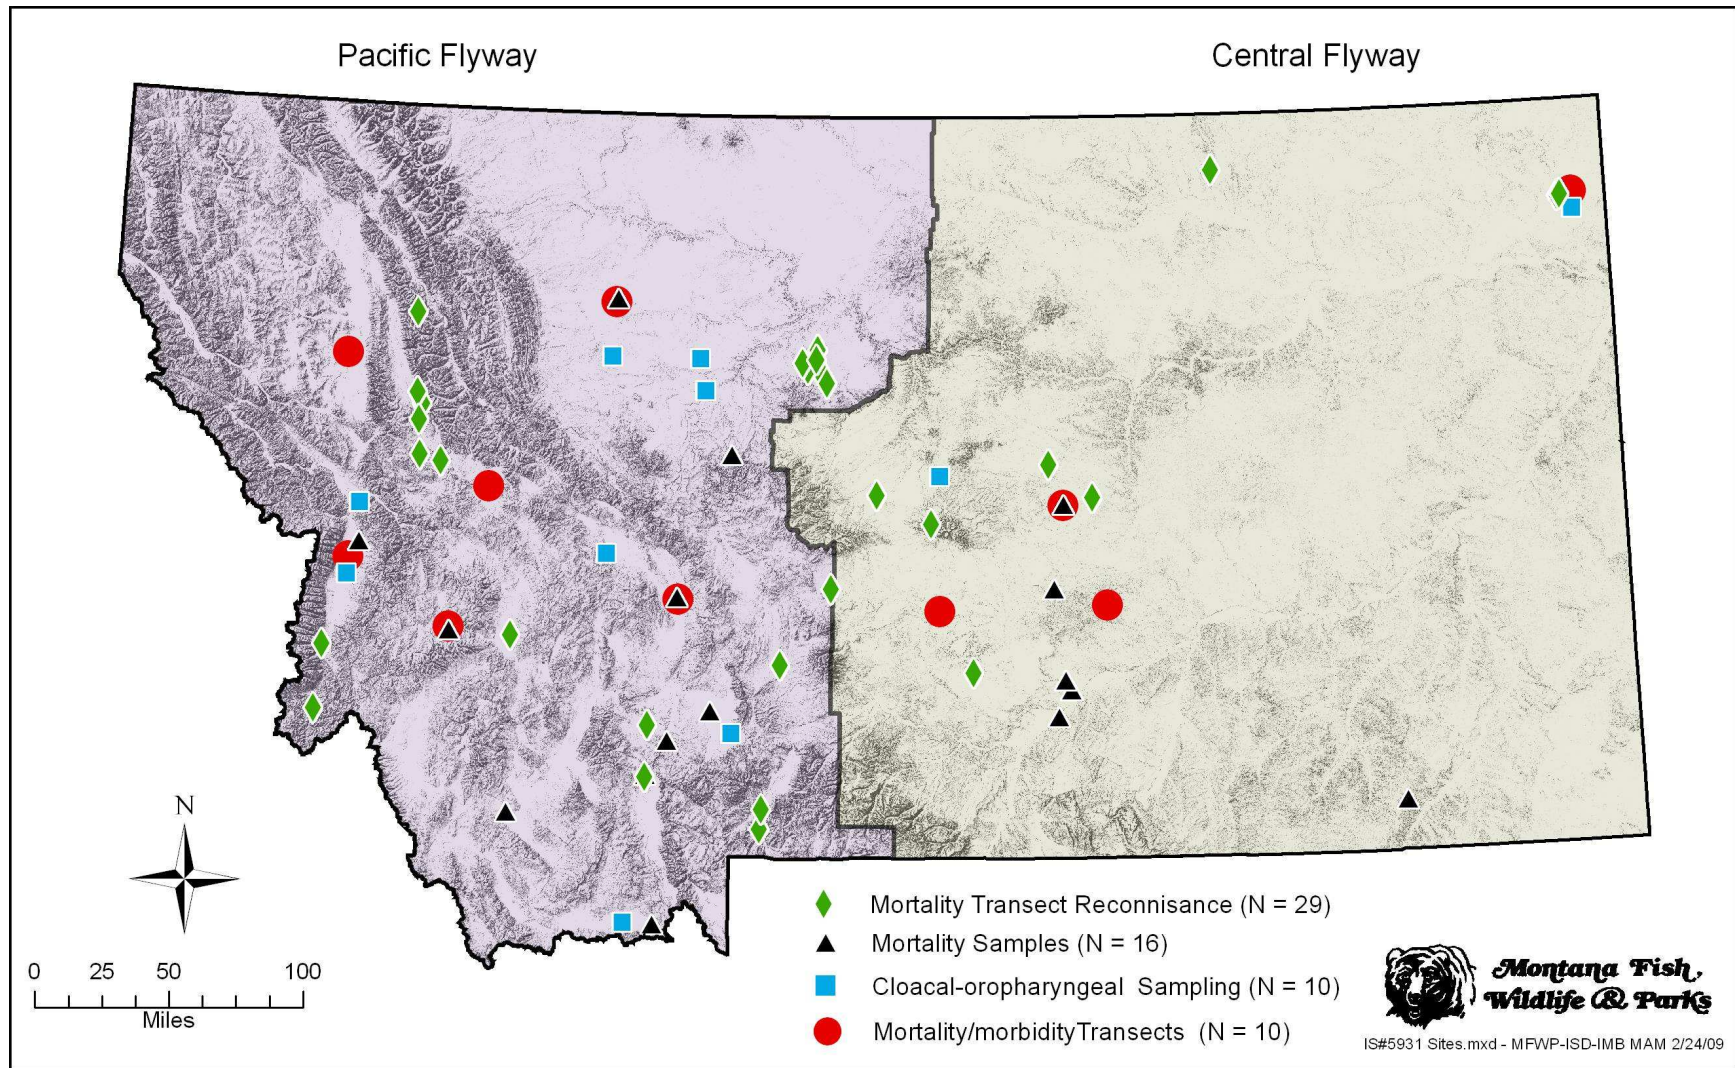 Pacific Flyway
Central Flyway
N
0 25 50 100
Miles
Mortality Transect Reconnisance (N = 29)
Mortality Samples (N = 16)
Cloacal-oropharyngeal Sampling (N = 10)
Mortality/morbidityTransects (N = 10)
Montana Fish,
Wildlife & Parks
IS#5931 Sites.mxd - MFWP-ISD-IMB MAM 2/24/09